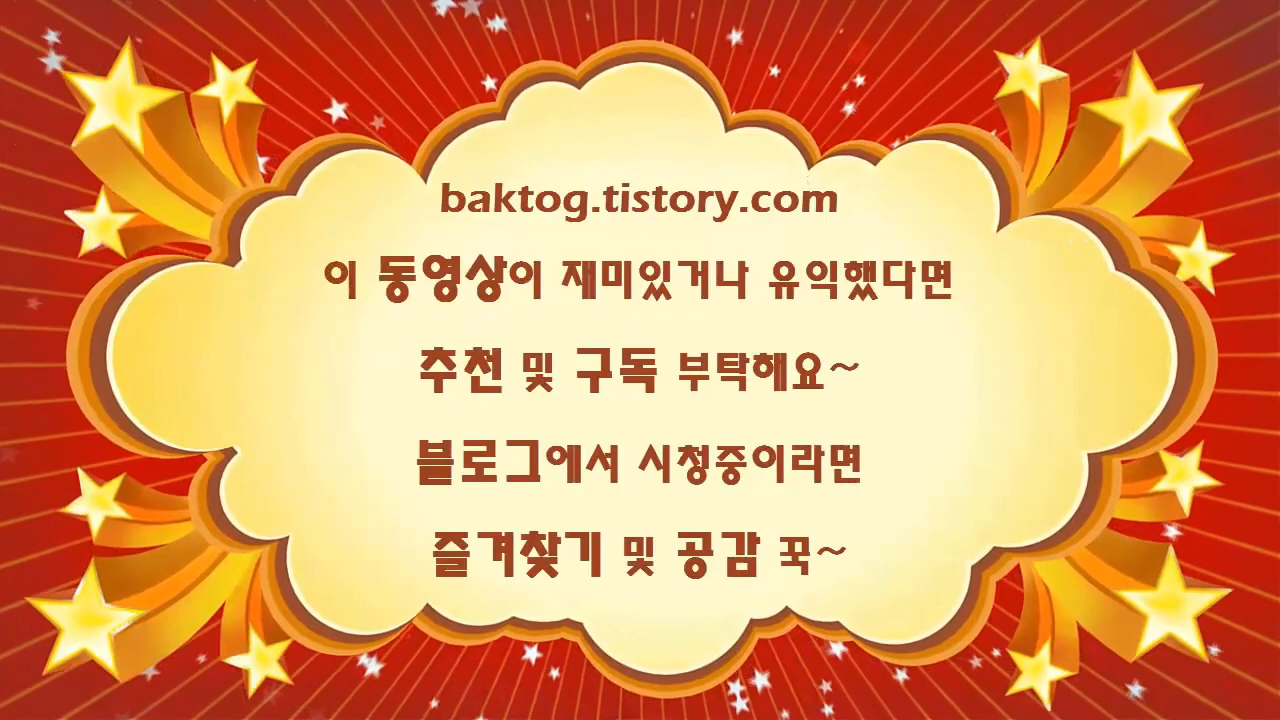 baktog.tistory.com
이 동영상이 재미있거나 유익했다면
추천 및 구독 부탁해요~
블로그에서 시청중이라면
즐겨찾기 및 공감 꾹~